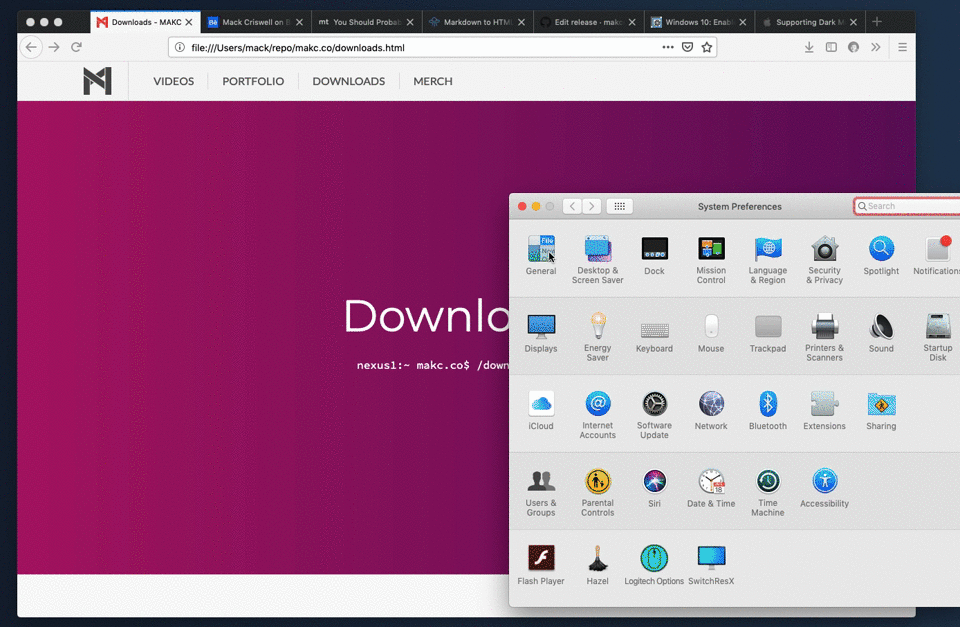 Downloads - MAKC
Mack Criswell on B
You Should Probab
Markdown to HTM
Edit release · makc
Windows 10: Enabl
Supporting Dark M
file:///Users/mack/repo/makc.co/downloads.html
VIDEOS
PORTFOLIO
DOWNLOADS
MERCH
Downlo
nexus1:~ makc.co$ /down
System Preferences
Search
General
Desktop &
Screen Saver
Dock
Mission
Control
Language
& Region
Security
& Privacy
Spotlight
Notifications
Displays
Energy
Saver
Keyboard
Mouse
Trackpad
Printers &
Scanners
Sound
Startup
Disk
iCloud
Internet
Accounts
Software
Update
Network
Bluetooth
Extensions
Sharing
Users &
Groups
Parental
Controls
Siri
Date & Time
Time
Machine
Accessibility
Flash Player
Hazel
Logitech Options
SwitchResX